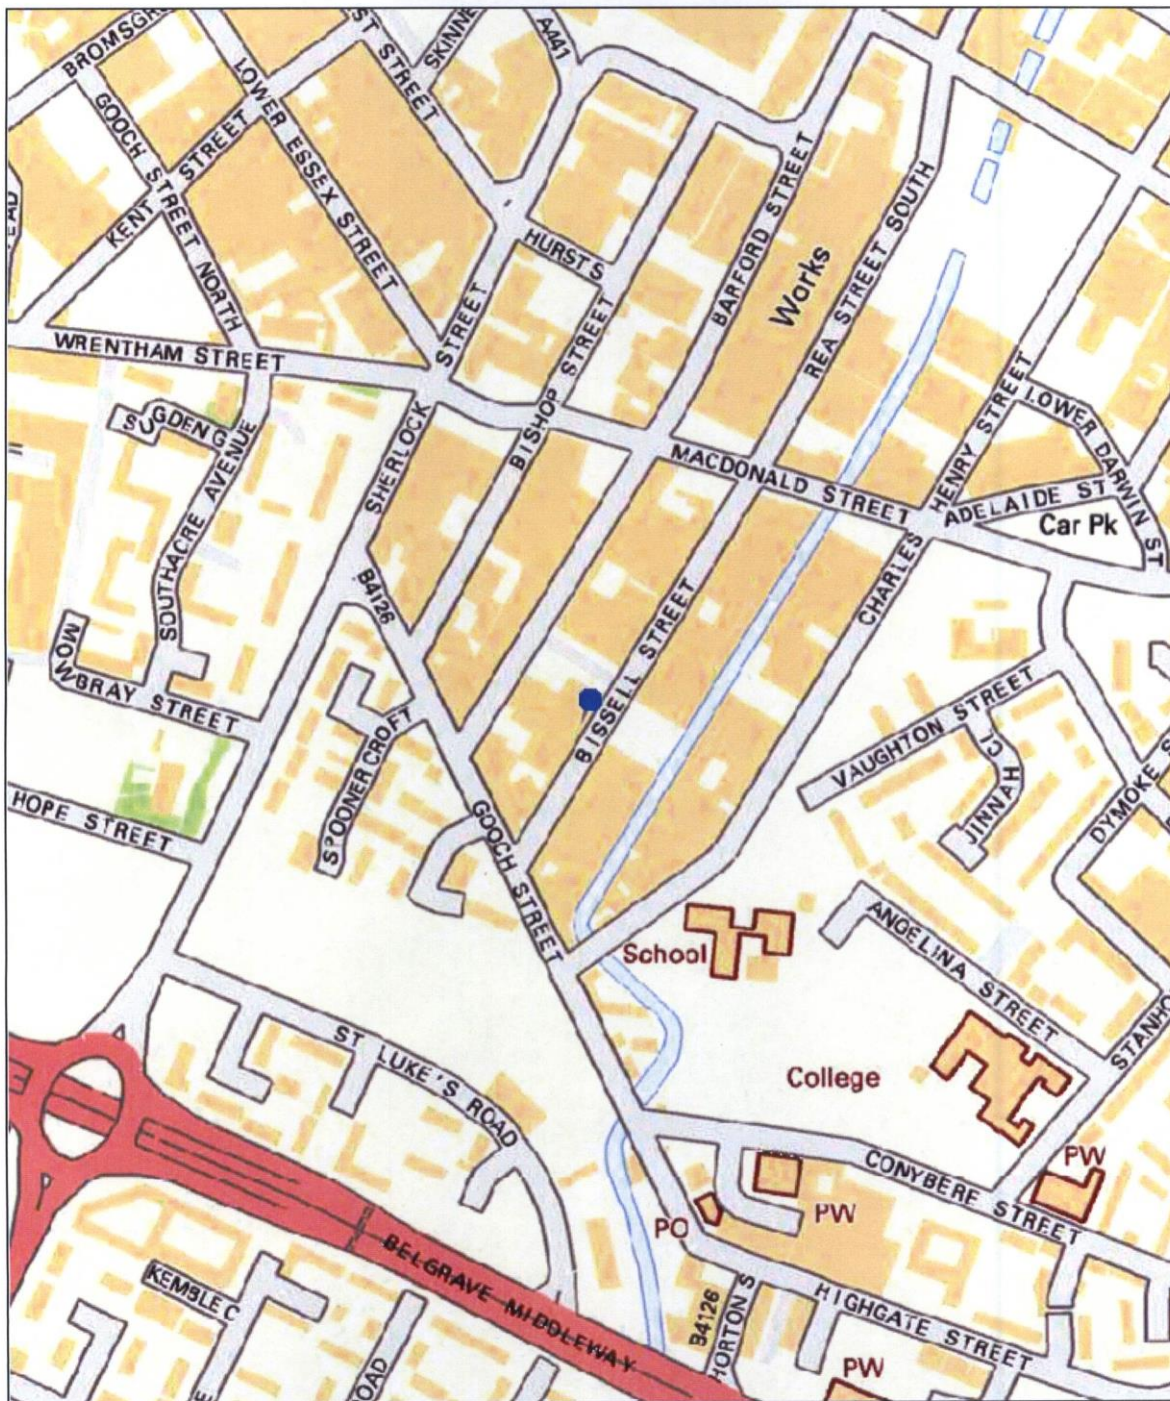 BROMSGR
ST STREET
SKINNE
A441
GOOCH STREET NORTH
LOWER ESSEX STREET
KENT STREET
HURST S
BARFORD STREET
Works
REA STREET SOUTH
WRENTHAM STREET
STREET
BISHOP STREET
SHERLOCK
HENRY STREET
LOWER DARWIN ST
SUGDEN G
SOUTHACRE AVENUE
MACDONALD STREET
ADELAIDE ST
Car Pk
B4126
CHARLES
MOWBRAY STREET
BISSELL STREET
VAUGHTON STREET
SPOONER CROFT
JINNAH CL
DYMOKE S
HOPE STREET
GOOCH STREET
School
ANGELINA STREET
STANHO
ST LUKE'S ROAD
College
CONYBERE STREET
PW
PO
PW
BELGRAVE MIDDLEWAY
KEMBLE C
B4126
HORTON S
HIGHGATE STREET
OAD
PW